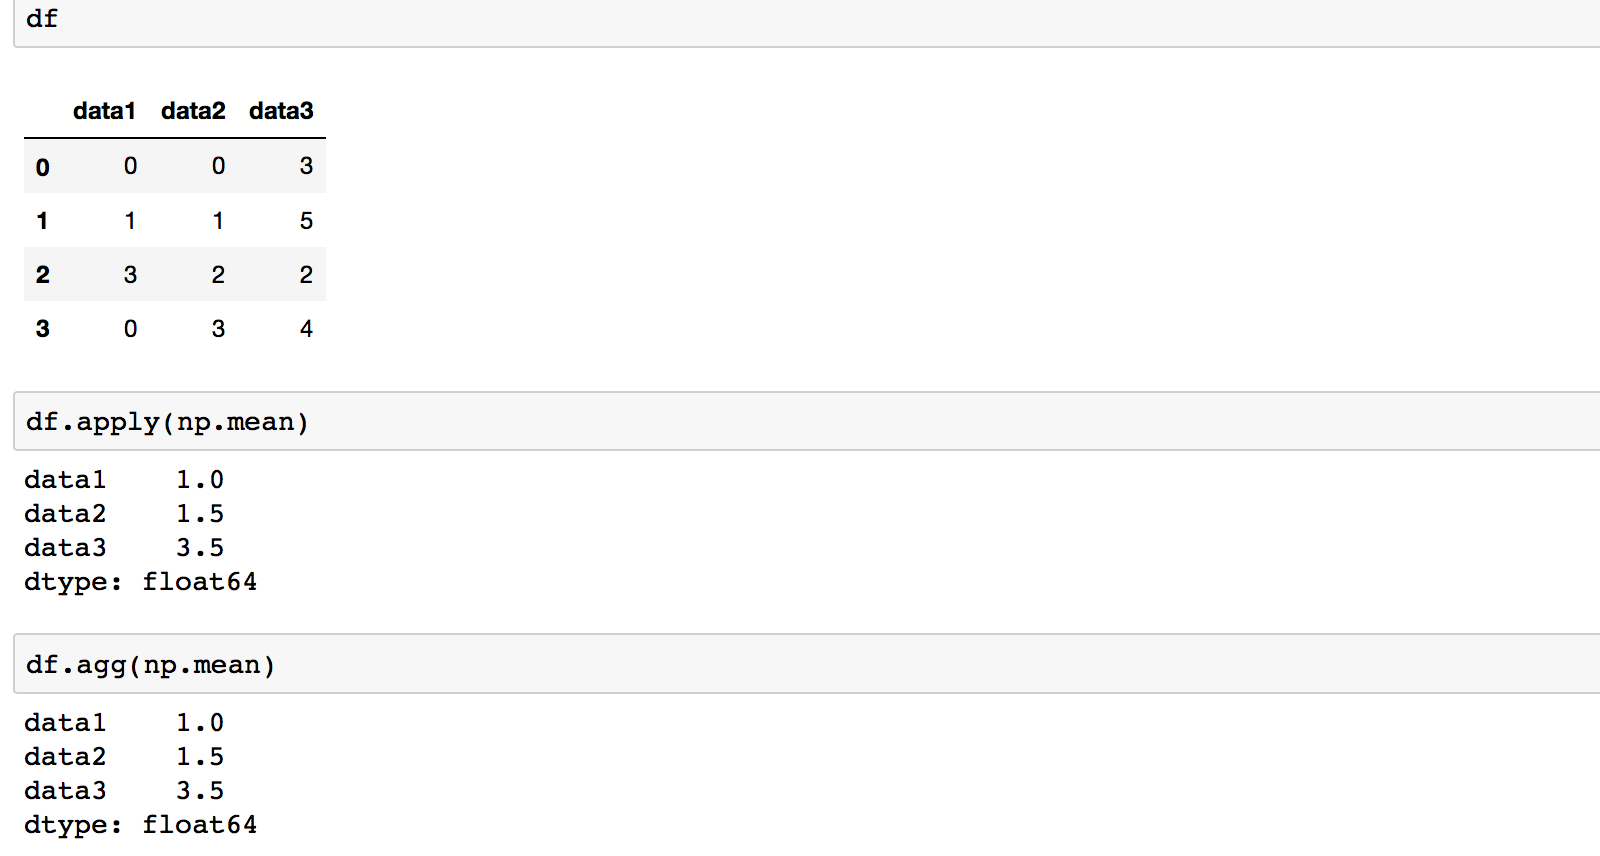 df
data1 data2 data3
0 0 0 3
1 1 1 5
2 3 2 2
3 0 3 4
df.apply(np.mean)
data1 1.0
data2 1.5
data3 3.5
dtype: float64
df.agg(np.mean)
data1 1.0
data2 1.5
data3 3.5
dtype: float64